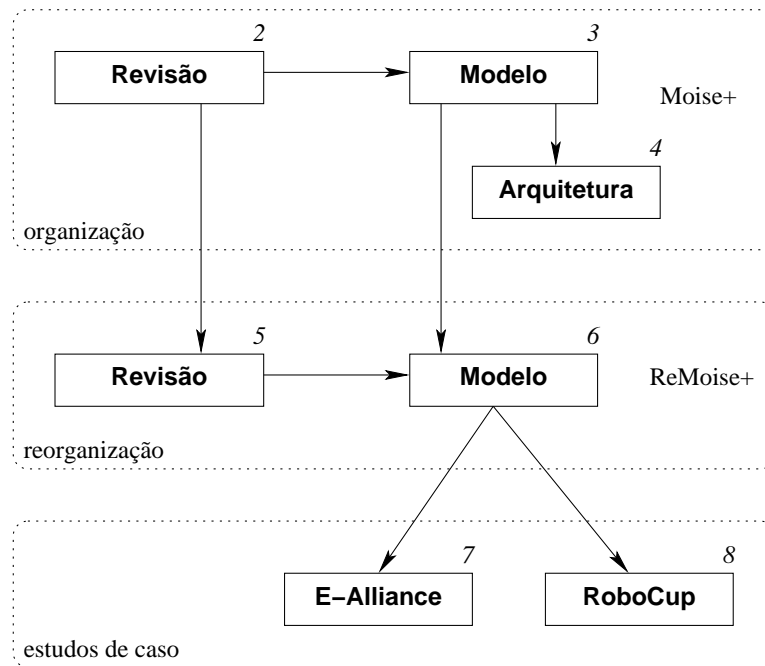 2
3
Revisão
Modelo
Moise+
4
Arquitetura
organização
5
6
Revisão
Modelo
ReMoise+
reorganização
7
8
E−Alliance
RoboCup
estudos de caso